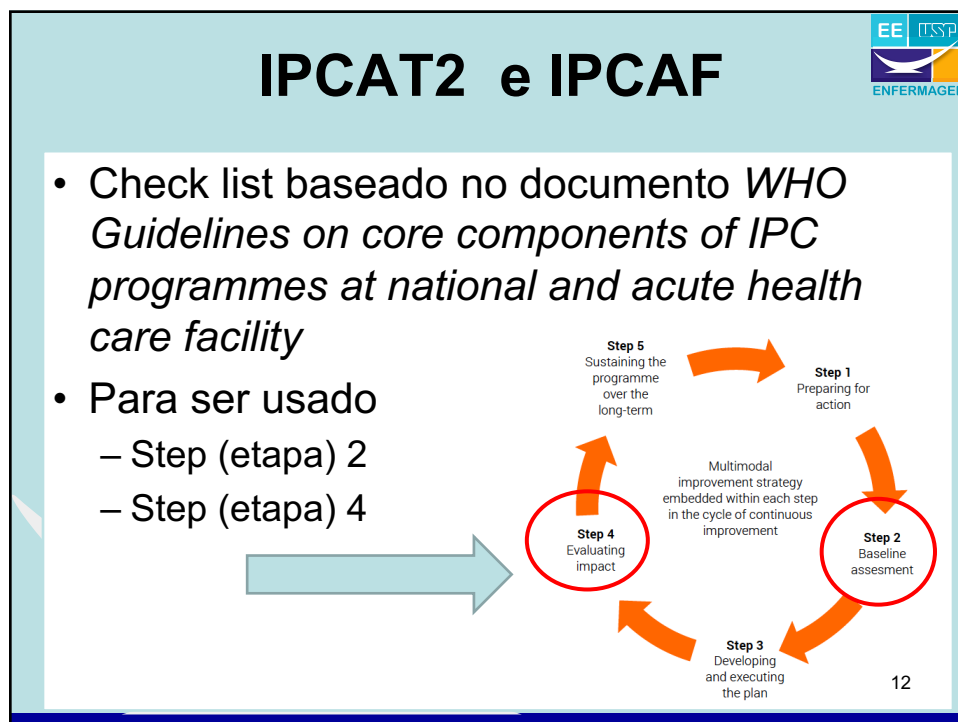 IPCAT2 e IPCAF
EE USP
ENFERMAGE
• Check list baseado no documento WHO
Guidelines on core components of IPC
programmes at national and acute health
care facility
• Para ser usado
– Step (etapa) 2
– Step (etapa) 4
Step 5
Sustaining the
programme
over the
long-term
Step 1
Preparing for
action
Multimodal
improvement strategy
embedded within each step
in the cycle of continuous
improvement
Step 4
Evaluating
impact
Step 2
Baseline
assesment
Step 3
Developing
and executing
the plan
12